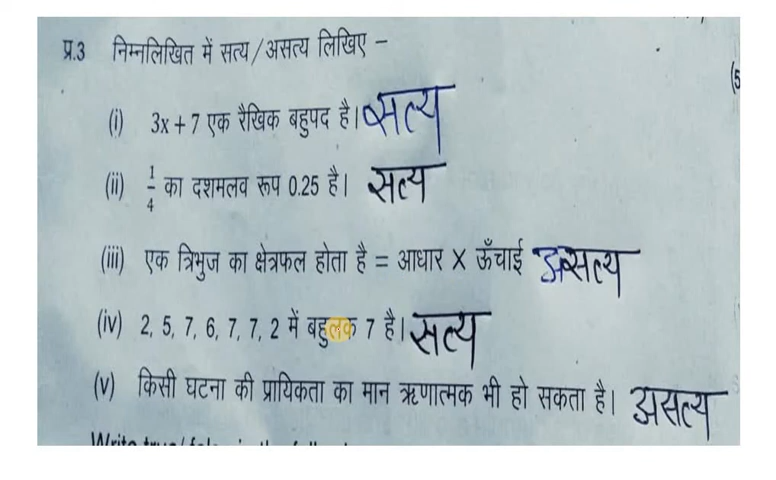 प्र.3 निम्नलिखित में सत्य/असत्य लिखिए –
(5
(i) 3x + 7 एक रैखिक बहुपद है। सत्य
(ii) 1/4 का दशमलव रूप 0.25 है। सत्य
(iii) एक त्रिभुज का क्षेत्रफल होता है = आधार × ऊँचाई असत्य
(iv) 2, 5, 7, 6, 7, 7, 2 में बहुलक 7 है। सत्य
(v) किसी घटना की प्रायिकता का मान ऋणात्मक भी हो सकता है। असत्य